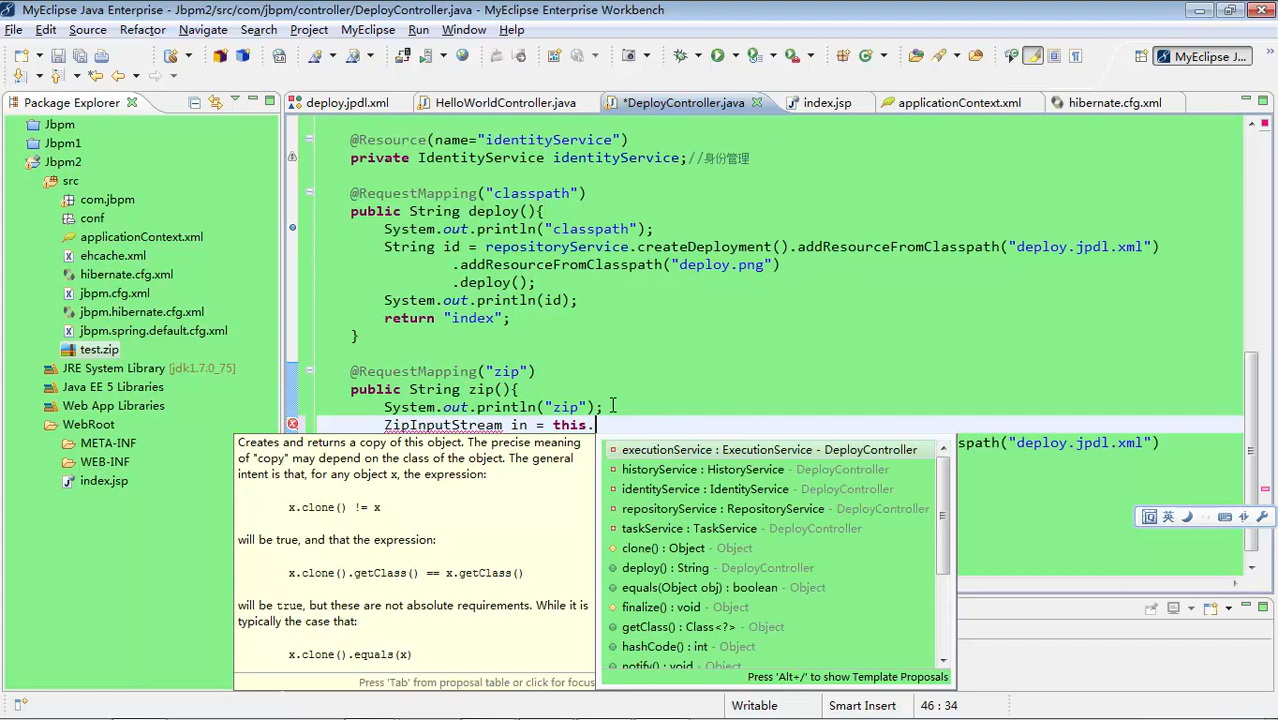 MyEclipse Java Enterprise - Jbpm2/src/com/jbpm/controller/DeployController.java - MyEclipse Enterprise Workbench
File Edit Source Refactor Navigate Search Project MyEclipse Run Window Help
MyEclipse J...
Package Explorer
deploy.jpdl.xml HelloWorldController.java *DeployController.java index.jsp applicationContext.xml hibernate.cfg.xml
Jbpm
Jbpm1
Jbpm2
src
com.jbpm
conf
applicationContext.xml
ehcache.xml
hibernate.cfg.xml
jbpm.cfg.xml
jbpm.hibernate.cfg.xml
jbpm.spring.default.cfg.xml
test.zip
JRE System Library [jdk1.7.0_75]
Java EE 5 Libraries
Web App Libraries
WebRoot
META-INF
WEB-INF
index.jsp
@Resource(name="identityService")
private IdentityService identityService;//身份管理
@RequestMapping("classpath")
public String deploy(){
System.out.println("classpath");
String id = repositoryService.createDeployment().addResourceFromClasspath("deploy.jpdl.xml")
.addResourceFromClasspath("deploy.png")
.deploy();
System.out.println(id);
return "index";
}
@RequestMapping("zip")
public String zip(){
System.out.println("zip");
ZipInputStream in = this.
spath("deploy.jpdl.xml")
Creates and returns a copy of this object. The precise meaning
of "copy" may depend on the class of the object. The general
intent is that, for any object x, the expression:
x.clone() != x
will be true, and that the expression:
x.clone().getClass() == x.getClass()
will be true, but these are not absolute requirements. While it is
typically the case that:
x.clone().equals(x)
Press 'Tab' from proposal table or click for focus
executionService : ExecutionService - DeployController
historyService : HistoryService - DeployController
identityService : IdentityService - DeployController
repositoryService : RepositoryService - DeployController
taskService : TaskService - DeployController
clone() : Object - Object
deploy() : String - DeployController
equals(Object obj) : boolean - Object
finalize() : void - Object
getClass() : Class<?> - Object
hashCode() : int - Object
notify() : void - Object
Press 'Alt+/' to show Template Proposals
英
Writable Smart Insert 46 : 34